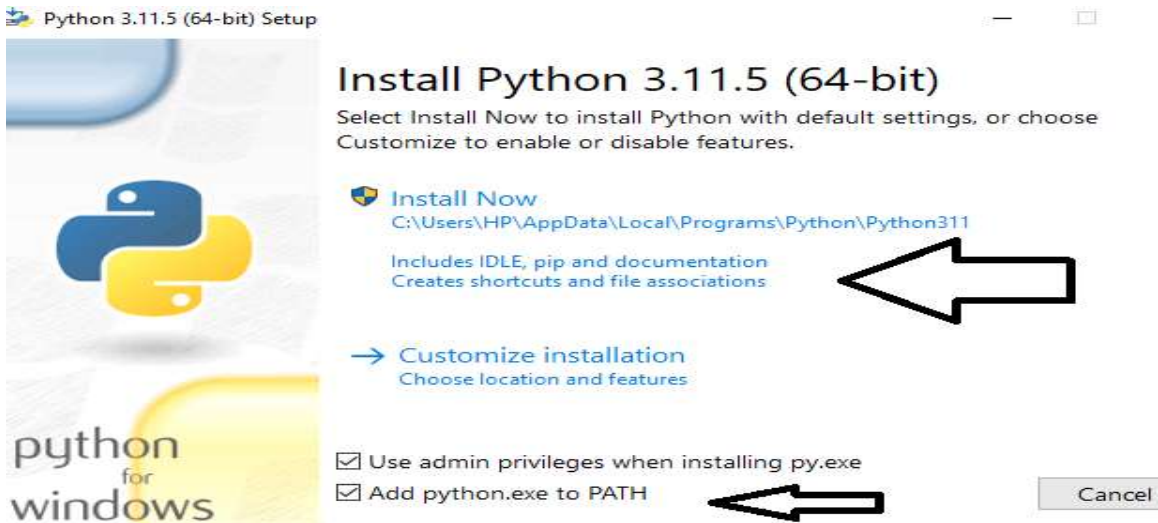 Python 3.11.5 (64-bit) Setup
Install Python 3.11.5 (64-bit)
Select Install Now to install Python with default settings, or choose
Customize to enable or disable features.
Install Now
C:\Users\HP\AppData\Local\Programs\Python\Python311
Includes IDLE, pip and documentation
Creates shortcuts and file associations
Customize installation
Choose location and features
Use admin privileges when installing py.exe
Add python.exe to PATH
Cancel
python
for
windows